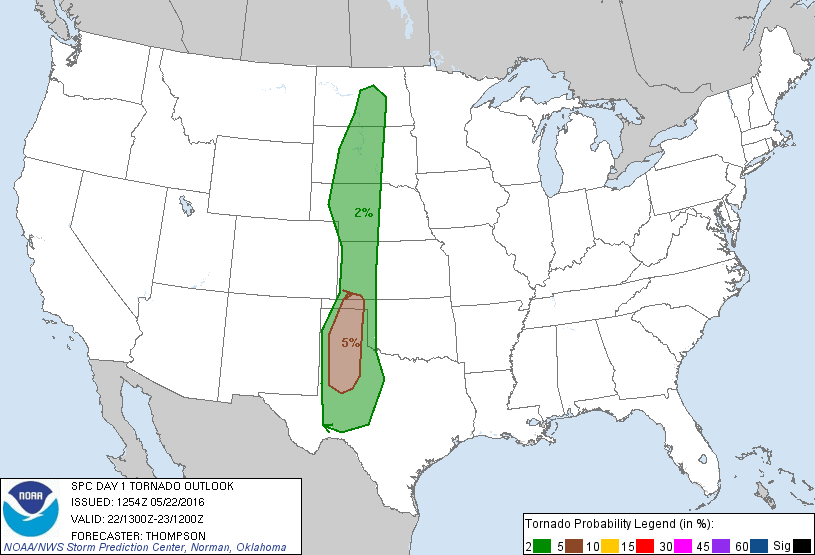 2%
5%
NOAA
SPC DAY 1 TORNADO OUTLOOK
ISSUED: 1254Z 05/22/2016
VALID: 22/1300Z-23/1200Z
FORECASTER: THOMPSON
NOAA/NWS Storm Prediction Center, Norman, Oklahoma
Tornado Probability Legend (in %):
2 5 10 15 30 45 60 Sig